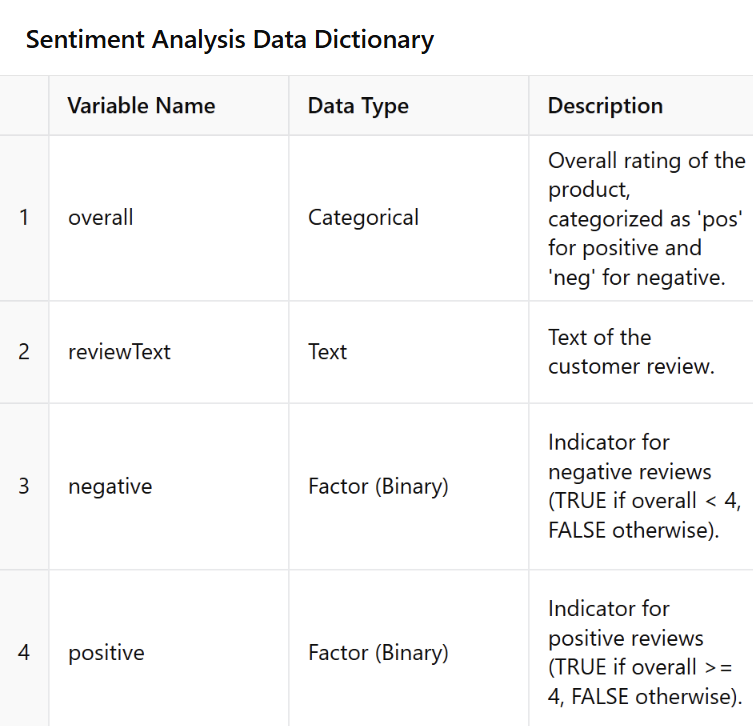 Sentiment Analysis Data Dictionary
Variable Name Data Type Description
1 overall Categorical Overall rating of the
product,
categorized as 'pos'
for positive and
'neg' for negative.
2 reviewText Text Text of the
customer review.
3 negative Factor (Binary) Indicator for
negative reviews
(TRUE if overall < 4,
FALSE otherwise).
4 positive Factor (Binary) Indicator for
positive reviews
(TRUE if overall >=
4, FALSE otherwise).